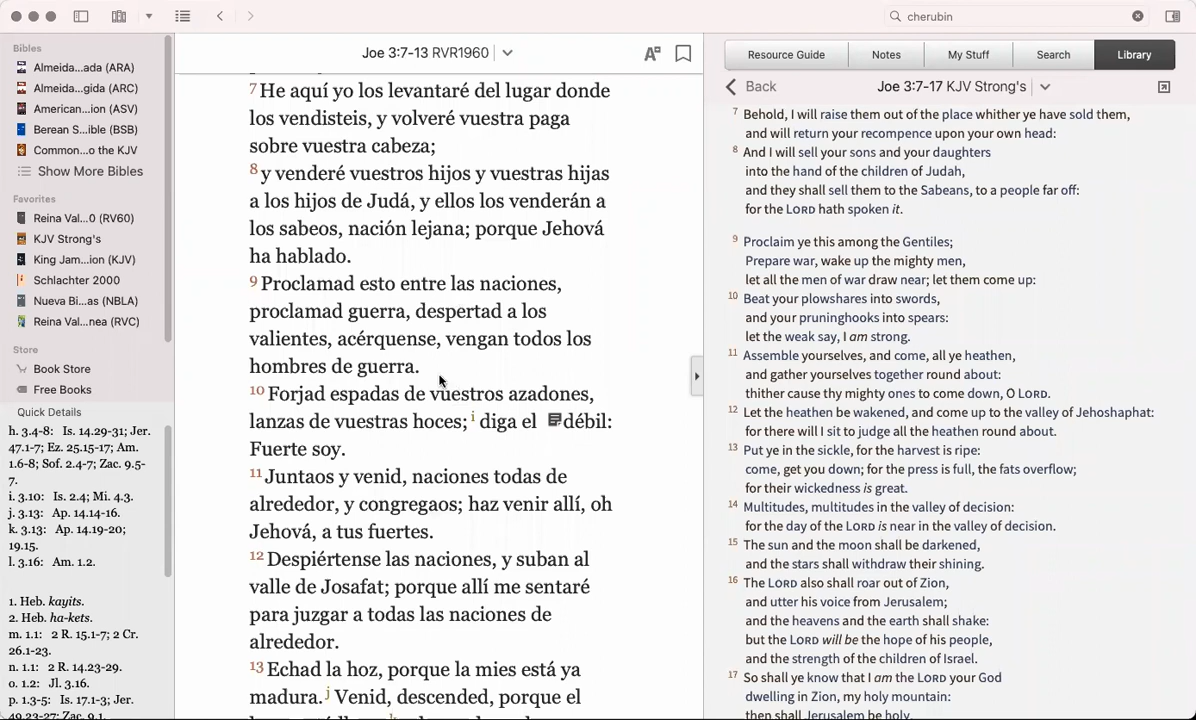 cherubin
Bibles
Almeida...ada (ARA)
Almeida...gida (ARC)
American...ion (ASV)
Berean S...ible (BSB)
Common...o the KJV
Show More Bibles
Favorites
Reina Val...0 (RV60)
KJV Strong's
King Jam...ion (KJV)
Schlachter 2000
Nueva Bi...as (NBLA)
Reina Val...nea (RVC)
Store
Book Store
Free Books
Quick Details
h. 3.4-8: Is. 14.29-31; Jer.
47.1-7; Ez. 25.15-17; Am.
1.6-8; Sof. 2.4-7; Zac. 9.5-
7.
i. 3.10: Is. 2.4; Mi. 4.3.
j. 3.13: Ap. 14.14-16.
k. 3.13: Ap. 14.19-20;
19.15.
l. 3.16: Am. 1.2.
1. Heb. kayits.
2. Heb. ha-kets.
m. 1.1: 2 R. 15.1-7; 2 Cr.
26.1-23.
n. 1.1: 2 R. 14.23-29.
o. 1.2: Jl. 3.16.
p. 1.3-5: Is. 17.1-3; Jer.
49.23-27; Zac. 9.1.
Joe 3:7-13 RVR1960
7 He aquí yo los levantaré del lugar donde
los vendisteis, y volveré vuestra paga
sobre vuestra cabeza;
8 y venderé vuestros hijos y vuestras hijas
a los hijos de Judá, y ellos los venderán a
los sabeos, nación lejana; porque Jehová
ha hablado.
9 Proclamad esto entre las naciones,
proclamad guerra, despertad a los
valientes, acérquense, vengan todos los
hombres de guerra.
10 Forjad espadas de vuestros azadones,
lanzas de vuestras hoces; i diga el débil:
Fuerte soy.
11 Juntaos y venid, naciones todas de
alrededor, y congregaos; haz venir allí, oh
Jehová, a tus fuertes.
12 Despiértense las naciones, y suban al
valle de Josafat; porque allí me sentaré
para juzgar a todas las naciones de
alrededor.
13 Echad la hoz, porque la mies está ya
madura. j Venid, descended, porque el
Resource Guide
Notes
My Stuff
Search
Library
Back
Joe 3:7-17 KJV Strong's
7 Behold, I will raise them out of the place whither ye have sold them,
and will return your recompence upon your own head:
8 And I will sell your sons and your daughters
into the hand of the children of Judah,
and they shall sell them to the Sabeans, to a people far off:
for the LORD hath spoken it.
9 Proclaim ye this among the Gentiles;
Prepare war, wake up the mighty men,
let all the men of war draw near; let them come up:
10 Beat your plowshares into swords,
and your pruninghooks into spears:
let the weak say, I am strong.
11 Assemble yourselves, and come, all ye heathen,
and gather yourselves together round about:
thither cause thy mighty ones to come down, O LORD.
12 Let the heathen be wakened, and come up to the valley of Jehoshaphat:
for there will I sit to judge all the heathen round about.
13 Put ye in the sickle, for the harvest is ripe:
come, get you down; for the press is full, the fats overflow;
for their wickedness is great.
14 Multitudes, multitudes in the valley of decision:
for the day of the LORD is near in the valley of decision.
15 The sun and the moon shall be darkened,
and the stars shall withdraw their shining.
16 The LORD also shall roar out of Zion,
and utter his voice from Jerusalem;
and the heavens and the earth shall shake:
but the LORD will be the hope of his people,
and the strength of the children of Israel.
17 So shall ye know that I am the LORD your God
dwelling in Zion, my holy mountain:
then shall Jerusalem be holy,